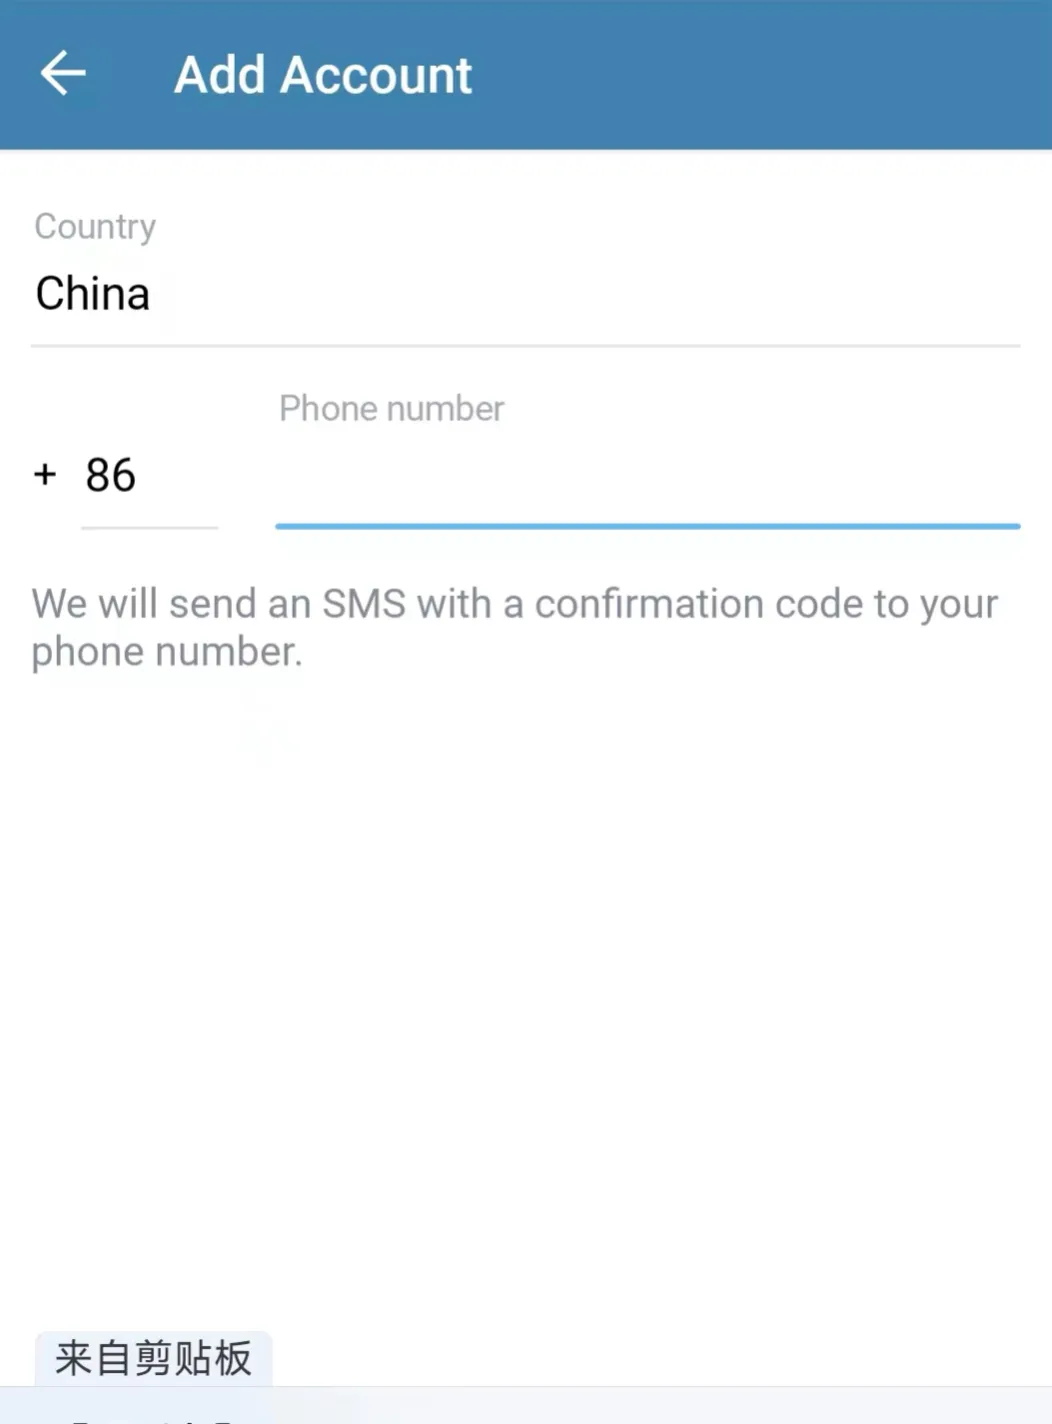 Add Account
Country
China
Phone number
+ 86
We will send an SMS with a confirmation code to your
phone number.
来自剪贴板